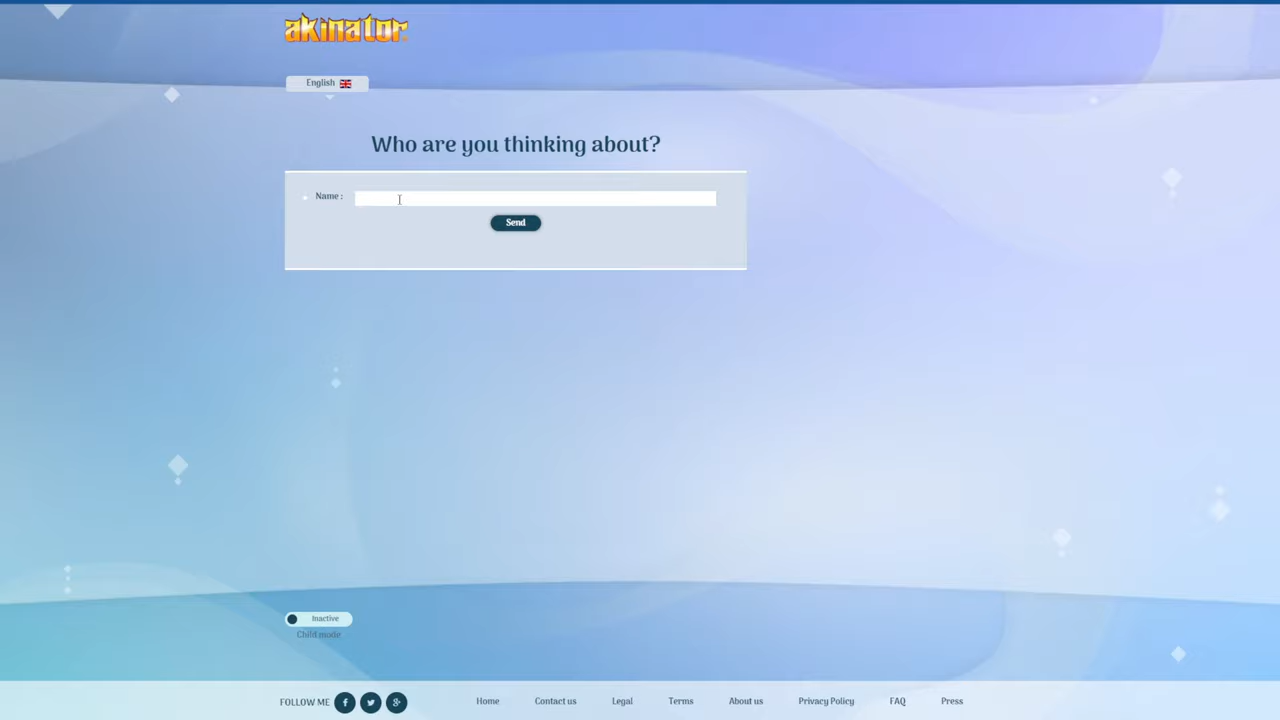 akinator
English
Who are you thinking about?
Name :
Send
Inactive
Child mode
FOLLOW ME
Home Contact us Legal Terms About us Privacy Policy FAQ Press